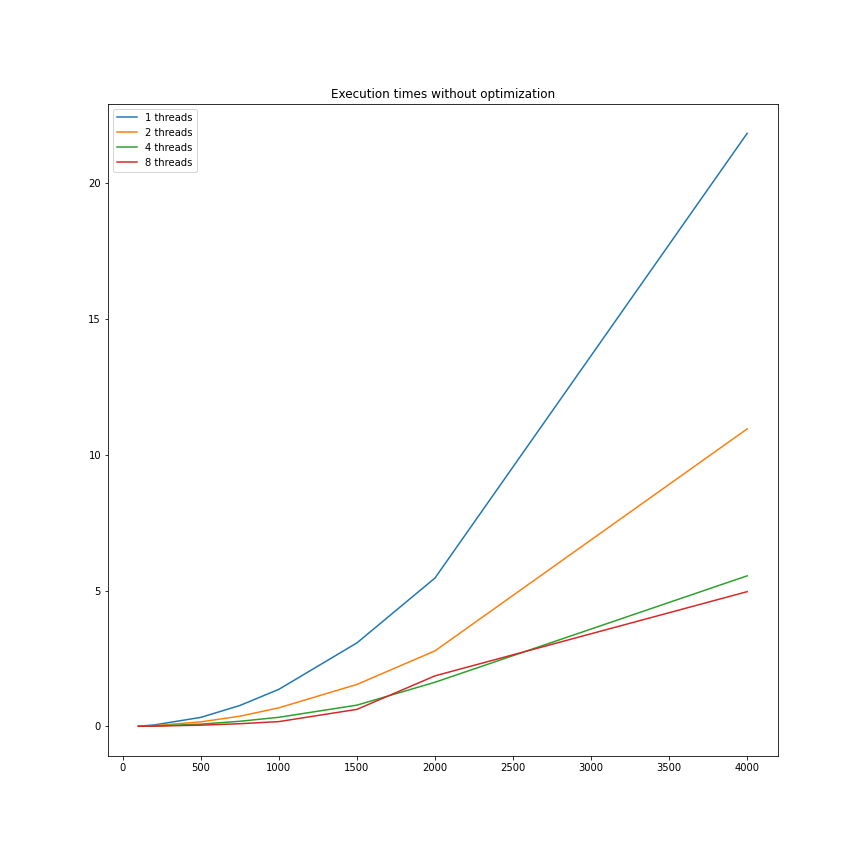 Execution times without optimization
1 threads
2 threads
4 threads
8 threads
20
15
10
5
0
0 500 1000 1500 2000 2500 3000 3500 4000